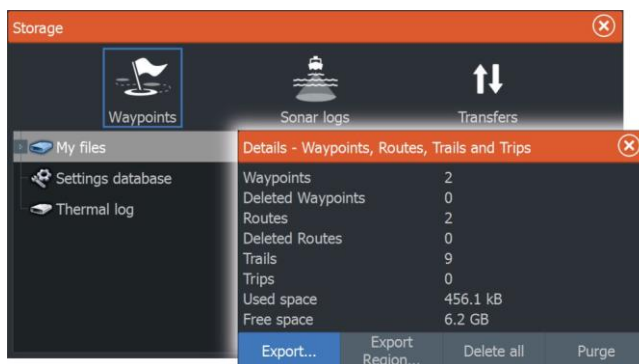 Storage
Waypoints
Sonar logs
Transfers
My files
Settings database
Thermal log
Details - Waypoints, Routes, Trails and Trips
Waypoints 2
Deleted Waypoints 0
Routes 2
Deleted Routes 0
Trails 9
Trips 0
Used space 456.1 kB
Free space 6.2 GB
Export...
Export
Region...
Delete all
Purge